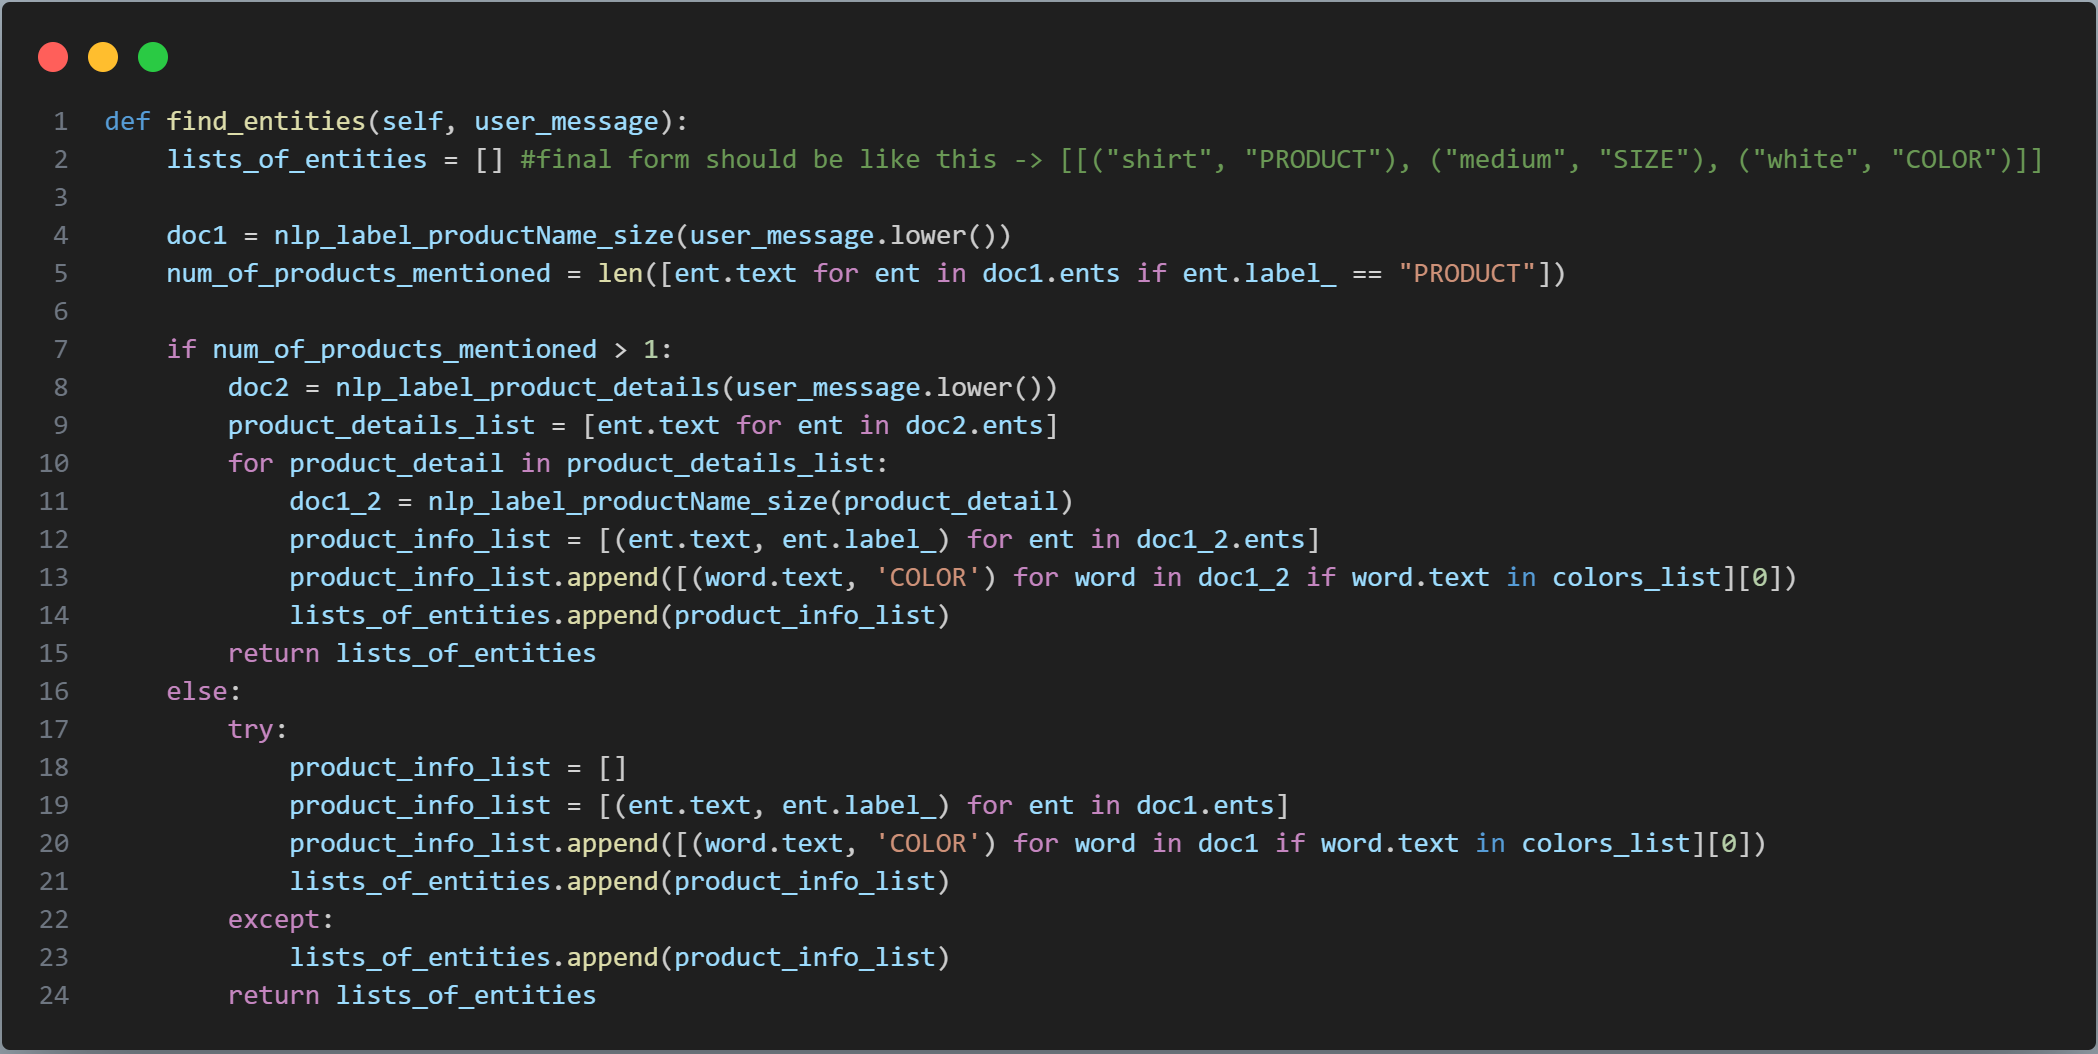 1 def find_entities(self, user_message):
2     lists_of_entities = [] #final form should be like this -> [[("shirt", "PRODUCT"), ("medium", "SIZE"), ("white", "COLOR")]]
3
4     doc1 = nlp_label_productName_size(user_message.lower())
5     num_of_products_mentioned = len([ent.text for ent in doc1.ents if ent.label_ == "PRODUCT"])
6
7     if num_of_products_mentioned > 1:
8         doc2 = nlp_label_product_details(user_message.lower())
9         product_details_list = [ent.text for ent in doc2.ents]
10         for product_detail in product_details_list:
11             doc1_2 = nlp_label_productName_size(product_detail)
12             product_info_list = [(ent.text, ent.label_) for ent in doc1_2.ents]
13             product_info_list.append([(word.text, 'COLOR') for word in doc1_2 if word.text in colors_list][0])
14             lists_of_entities.append(product_info_list)
15         return lists_of_entities
16     else:
17         try:
18             product_info_list = []
19             product_info_list = [(ent.text, ent.label_) for ent in doc1.ents]
20             product_info_list.append([(word.text, 'COLOR') for word in doc1 if word.text in colors_list][0])
21             lists_of_entities.append(product_info_list)
22         except:
23             lists_of_entities.append(product_info_list)
24         return lists_of_entities